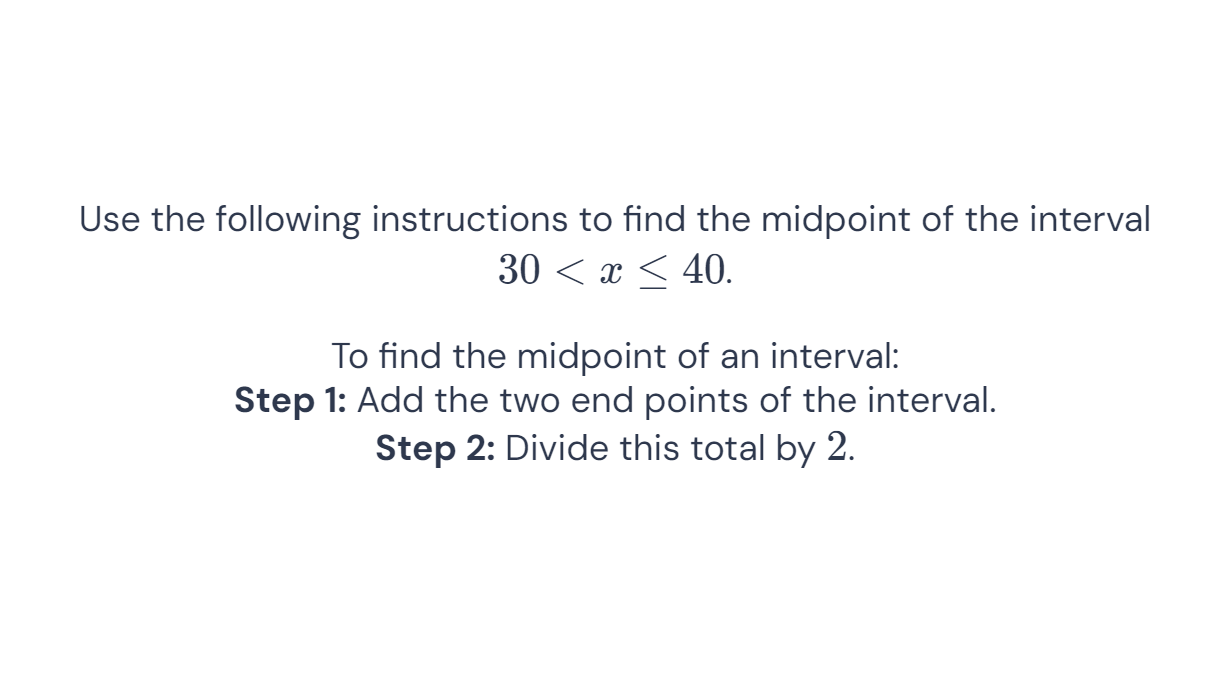 Use the following instructions to find the midpoint of the interval
30 < x ≤ 40.
To find the midpoint of an interval:
Step 1: Add the two end points of the interval.
Step 2: Divide this total by 2.